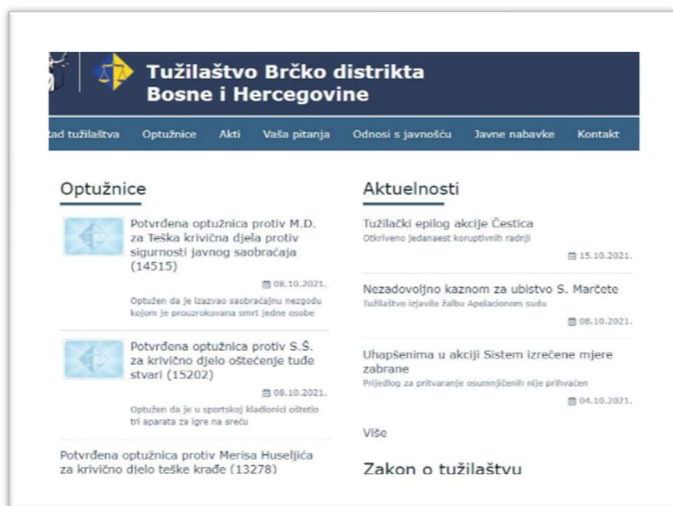 Tužilaštvo Brčko distrikta
Bosne i Hercegovine
tad tužilaštva Optužnice Akti Vaša pitanja Odnosi s javnošću Javne nabavke Kontakt
Optužnice
Potvrđena optužnica protiv M.D.
za Teška krivična djela protiv
sigurnosti javnog saobraćaja
(14515)
08.10.2021.
Optužen da je izazvao saobraćajnu nezgodu
kojom je prouzrokovana smrt jedne osobe
Potvrđena optužnica protiv S.Š.
za krivično djelo oštećenje tuđe
stvari (15202)
08.10.2021.
Optužen da je u sportskoj kladionici oštetio
tri aparata za igre na sreću
Potvrđena optužnica protiv Merisa Huseljića
za krivično djelo teške krađe (13278)
Aktuelnosti
Tužilački epilog akcije Čestica
Otkriveno jedanaest koruptivnih radnji
15.10.2021.
Nezadovoljno kaznom za ubistvo S. Marčete
Tužilaštvo izjavilo žalbu Apelacionom sudu
08.10.2021.
Uhapšenima u akciji Sistem izrečene mjere
zabrane
Prijedlog za pritvaranje osumnjičenih nije prihvaćen
04.10.2021.
Više
Zakon o tužilaštvu